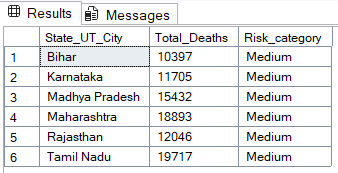 Results Messages
State_UT_City Total_Deaths Risk_category
1 Bihar 10397 Medium
2 Karnataka 11705 Medium
3 Madhya Pradesh 15432 Medium
4 Maharashtra 18893 Medium
5 Rajasthan 12046 Medium
6 Tamil Nadu 19717 Medium